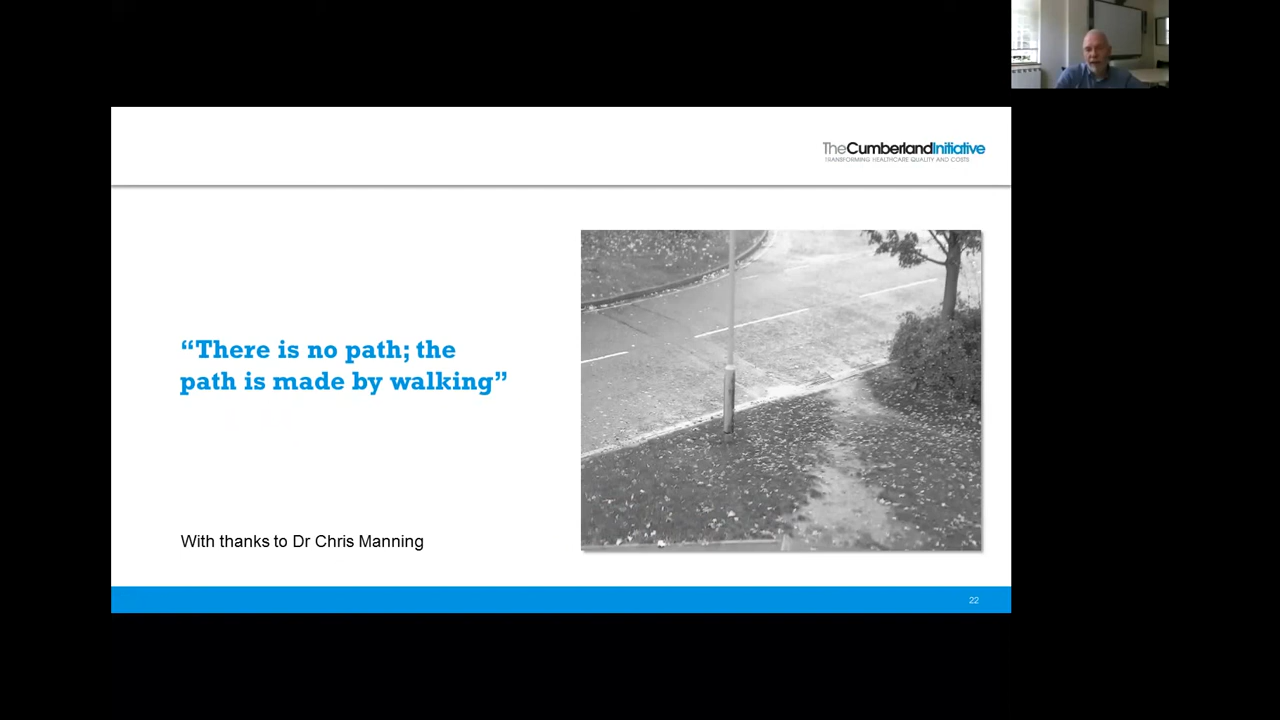 TheCumberlandInitiative
TRANSFORMING HEALTHCARE QUALITY AND COSTS
“There is no path; the
path is made by walking”
With thanks to Dr Chris Manning
22